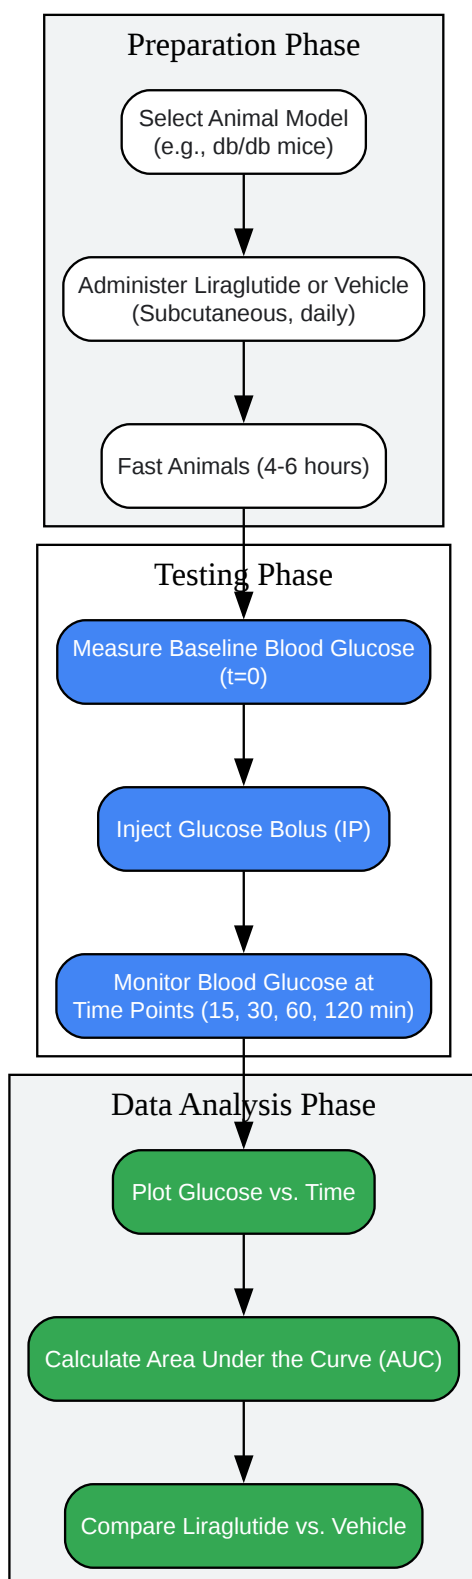 Preparation Phase
Select Animal Model
(e.g., db/db mice)
Administer Liraglutide or Vehicle
(Subcutaneous, daily)
Fast Animals (4-6 hours)
Testing Phase
Measure Baseline Blood Glucose
(t=0)
Inject Glucose Bolus (IP)
Monitor Blood Glucose at
Time Points (15, 30, 60, 120 min)
Data Analysis Phase
Plot Glucose vs. Time
Calculate Area Under the Curve (AUC)
Compare Liraglutide vs. Vehicle